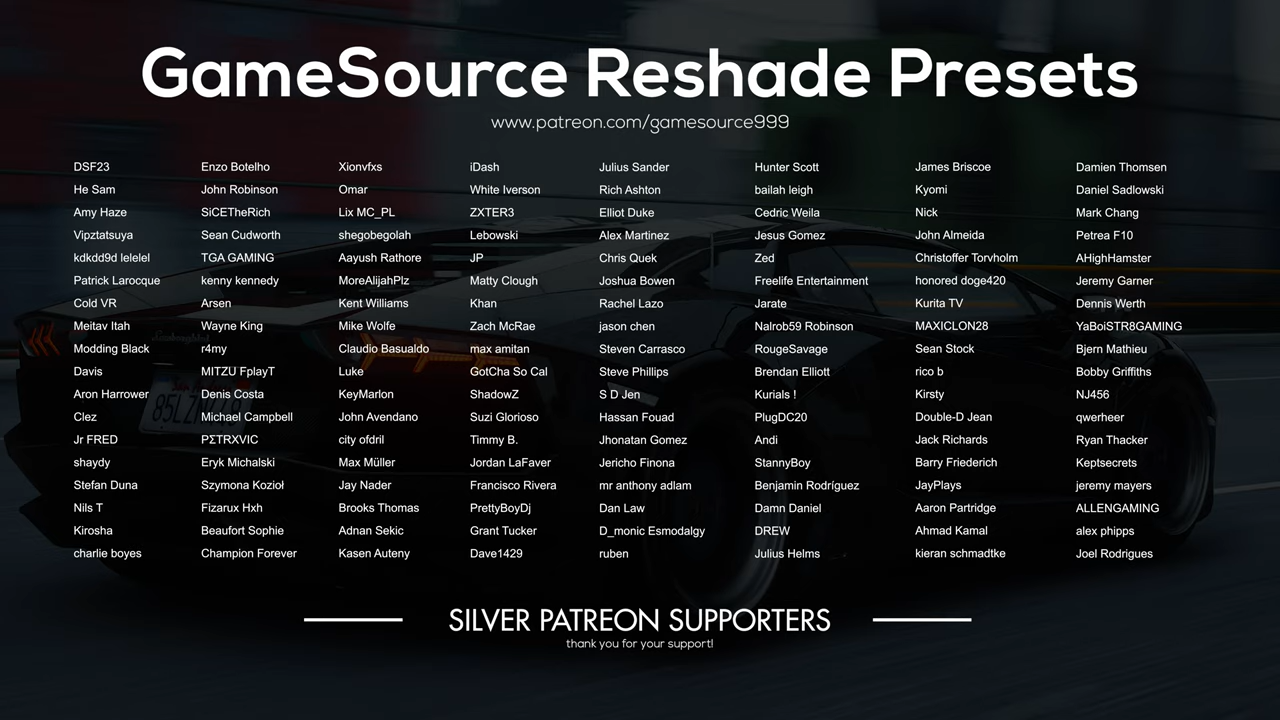 GameSource Reshade Presets
www.patreon.com/gamesource999
DSF23 Enzo Botelho Xionvfxs iDash Julius Sander Hunter Scott James Briscoe Damien Thomsen
He Sam John Robinson Omar White Iverson Rich Ashton bailah leigh Kyomi Daniel Sadlowski
Amy Haze SiCETheRich Lix MC_PL ZXTER3 Elliot Duke Cedric Weila Nick Mark Chang
Vipztatsuya Sean Cudworth shegobegolah Lebowski Alex Martinez Jesus Gomez John Almeida Petrea F10
kdkdd9d lelelel TGA GAMING Aayush Rathore JP Chris Quek Zed Christoffer Torvholm AHighHamster
Patrick Larocque kenny kennedy MoreAlijahPlz Matty Clough Joshua Bowen Freelife Entertainment honored doge420 Jeremy Garner
Cold VR Arsen Kent Williams Khan Rachel Lazo Jarate Kurita TV Dennis Werth
Meitav Itah Wayne King Mike Wolfe Zach McRae jason chen Nalrob59 Robinson MAXICLON28 YaBoiSTR8GAMING
Modding Black r4my Claudio Basualdo max amitan Steven Carrasco RougeSavage Sean Stock Bjern Mathieu
Davis MITZU FplayT Luke GotCha So Cal Steve Phillips Brendan Elliott rico b Bobby Griffiths
Aron Harrower Denis Costa KeyMarlon ShadowZ S D Jen Kurials ! Kirsty NJ456
Clez Michael Campbell John Avendano Suzi Glorioso Hassan Fouad PlugDC20 Double-D Jean qwerheer
Jr FRED PΣTRXVIC city ofdril Timmy B. Jhonatan Gomez Andi Jack Richards Ryan Thacker
shaydy Eryk Michalski Max Müller Jordan LaFaver Jericho Finona StannyBoy Barry Friederich Keptsecrets
Stefan Duna Szymona Kozioł Jay Nader Francisco Rivera mr anthony adlam Benjamin Rodríguez JayPlays jeremy mayers
Nils T Fizarux Hxh Brooks Thomas PrettyBoyDj Dan Law Damn Daniel Aaron Partridge ALLENGAMING
Kirosha Beaufort Sophie Adnan Sekic Grant Tucker D_monic Esmodalgy DREW Ahmad Kamal alex phipps
charlie boyes Champion Forever Kasen Auteny Dave1429 ruben Julius Helms kieran schmadtke Joel Rodrigues
SILVER PATREON SUPPORTERS
thank you for your support!